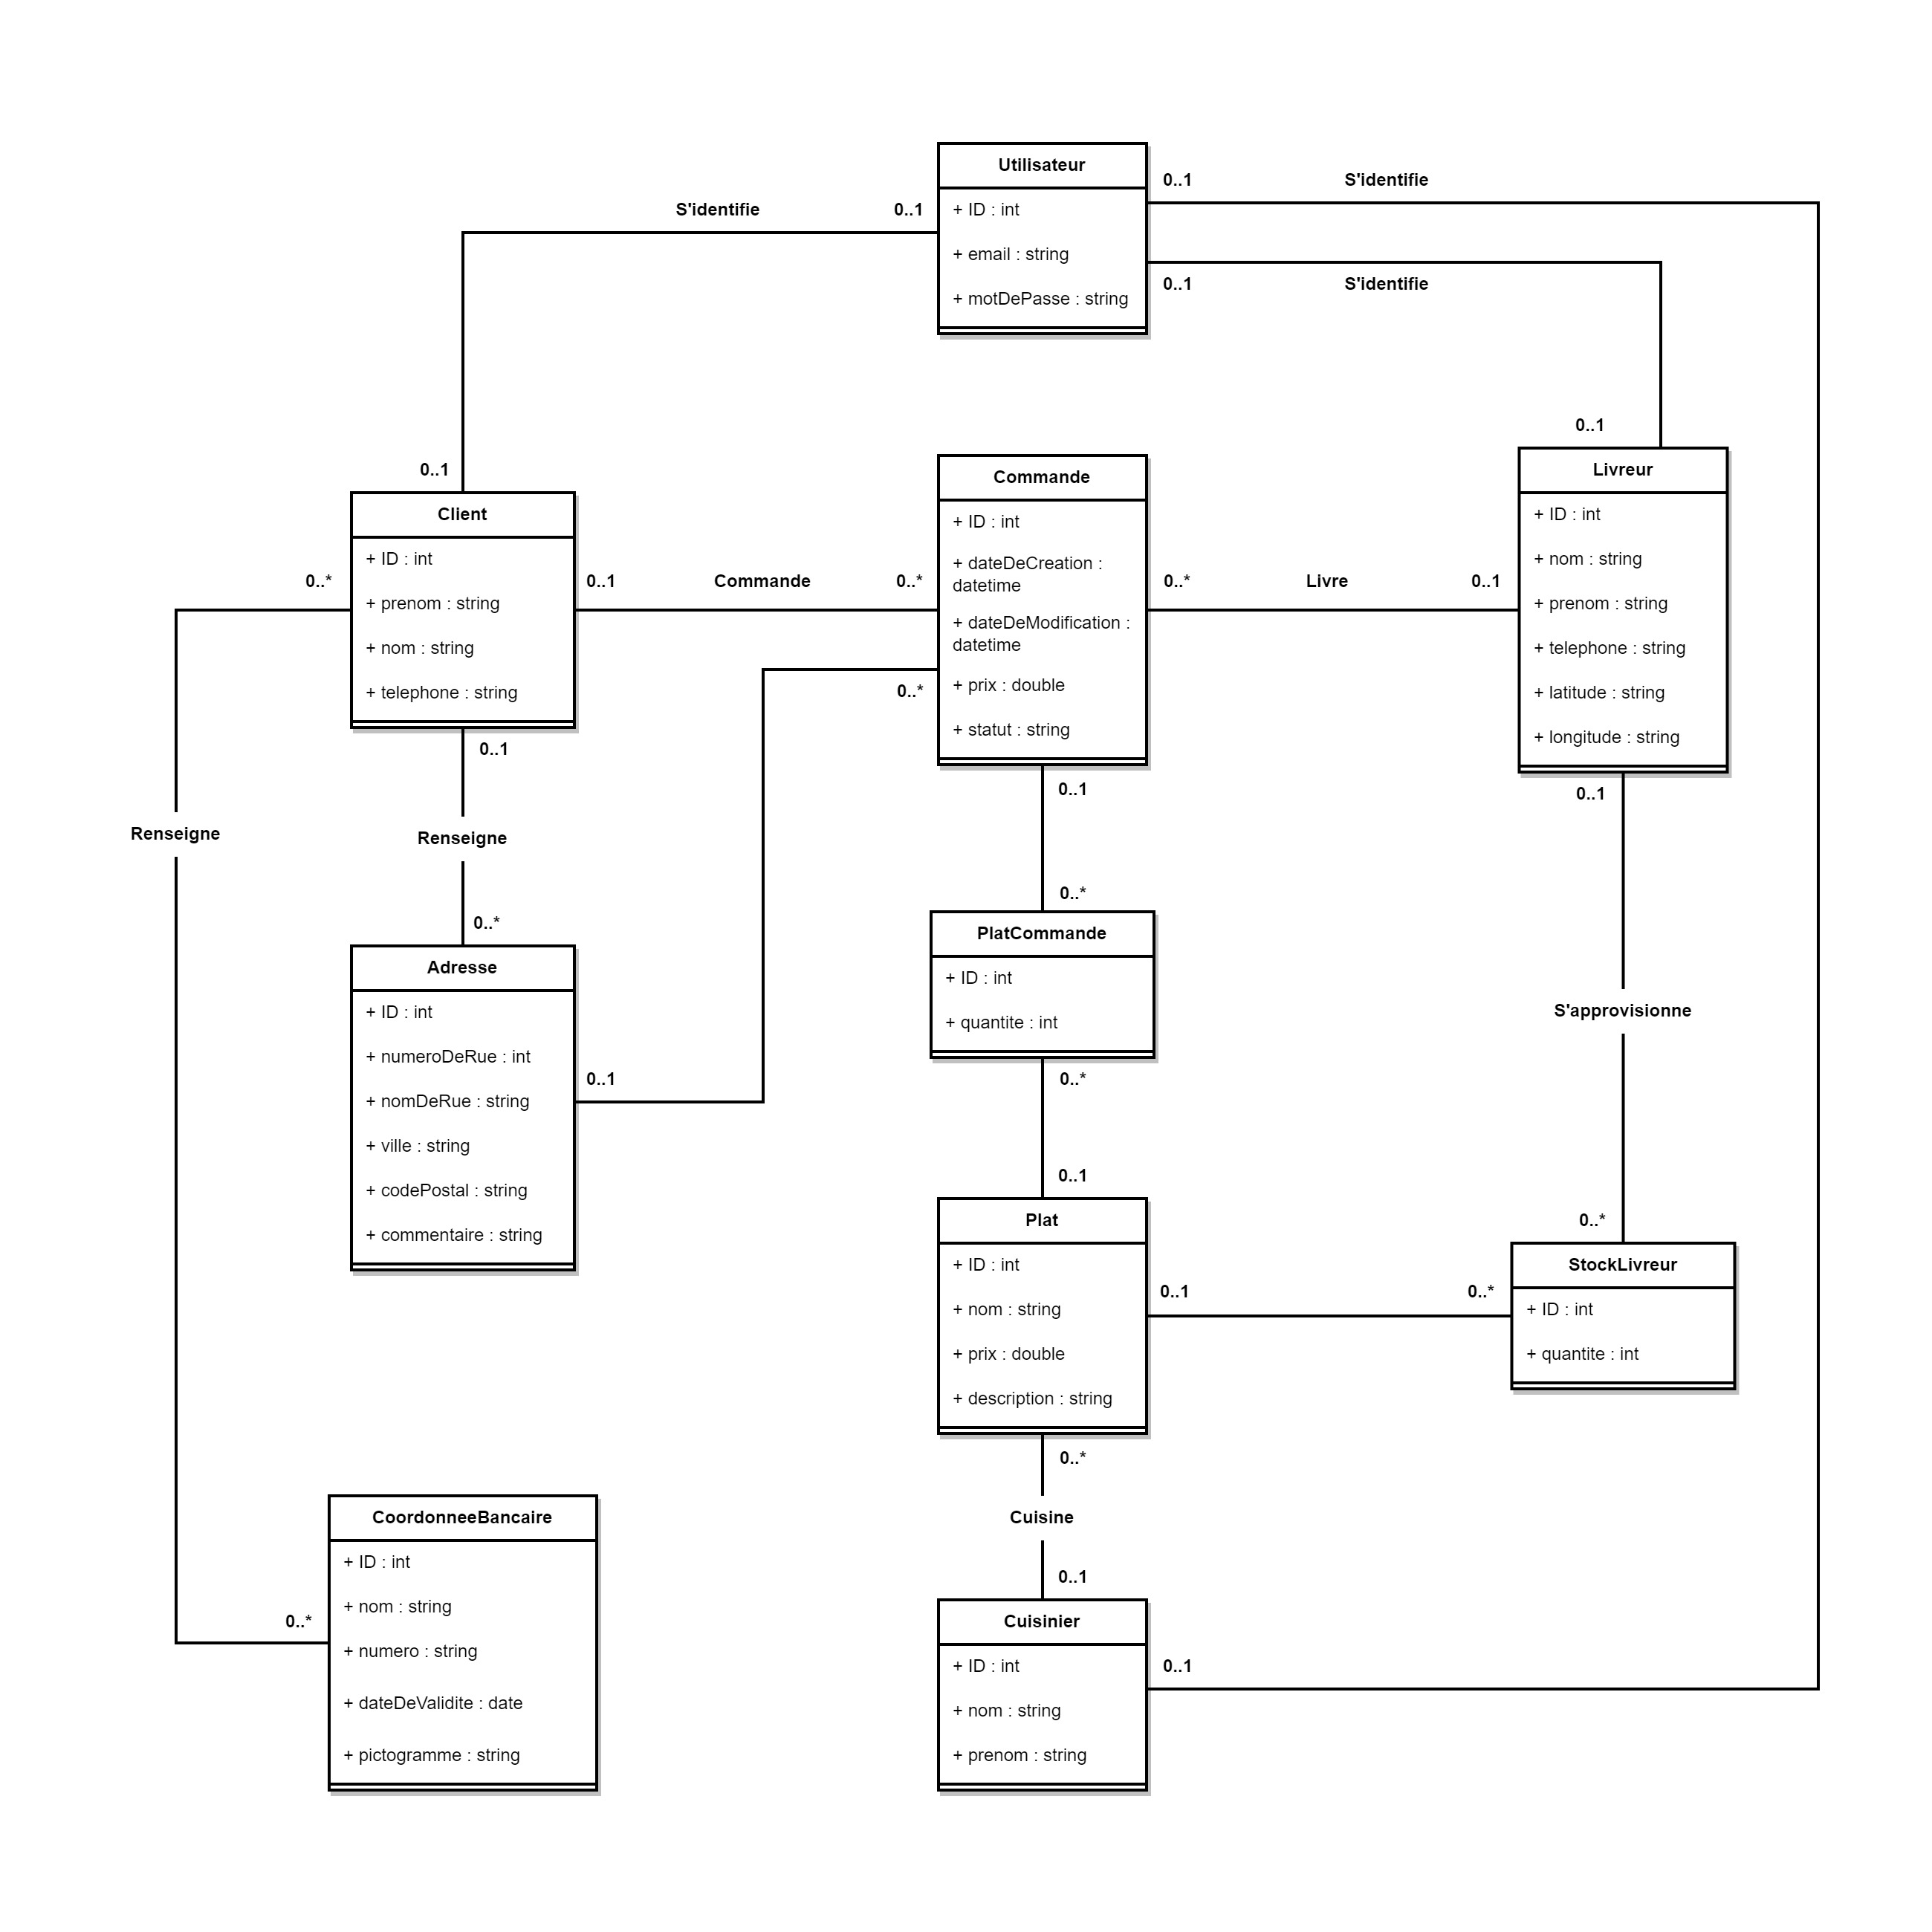 Utilisateur
+ ID : int
+ email : string
+ motDePasse : string
0..1
S'identifie
S'identifie
0..1
0..1
S'identifie
0..1
0..1
Client
+ ID : int
+ prenom : string
+ nom : string
+ telephone : string
Commande
+ ID : int
+ dateDeCreation :
datetime
+ dateDeModification :
datetime
+ prix : double
+ statut : string
Livreur
+ ID : int
+ nom : string
+ prenom : string
+ telephone : string
+ latitude : string
+ longitude : string
0..*
0..1
Commande
0..*
0..*
Livre
0..1
0..*
0..1
0..1
0..1
Renseigne
Renseigne
0..*
0..*
PlatCommande
+ ID : int
+ quantite : int
Adresse
+ ID : int
+ numeroDeRue : int
+ nomDeRue : string
+ ville : string
+ codePostal : string
+ commentaire : string
S'approvisionne
0..1
0..*
0..1
0..*
Plat
+ ID : int
+ nom : string
+ prix : double
+ description : string
0..1
0..*
StockLivreur
+ ID : int
+ quantite : int
0..*
Cuisine
0..1
CoordonneeBancaire
+ ID : int
+ nom : string
+ numero : string
+ dateDeValidite : date
+ pictogramme : string
0..*
Cuisinier
+ ID : int
+ nom : string
+ prenom : string
0..1